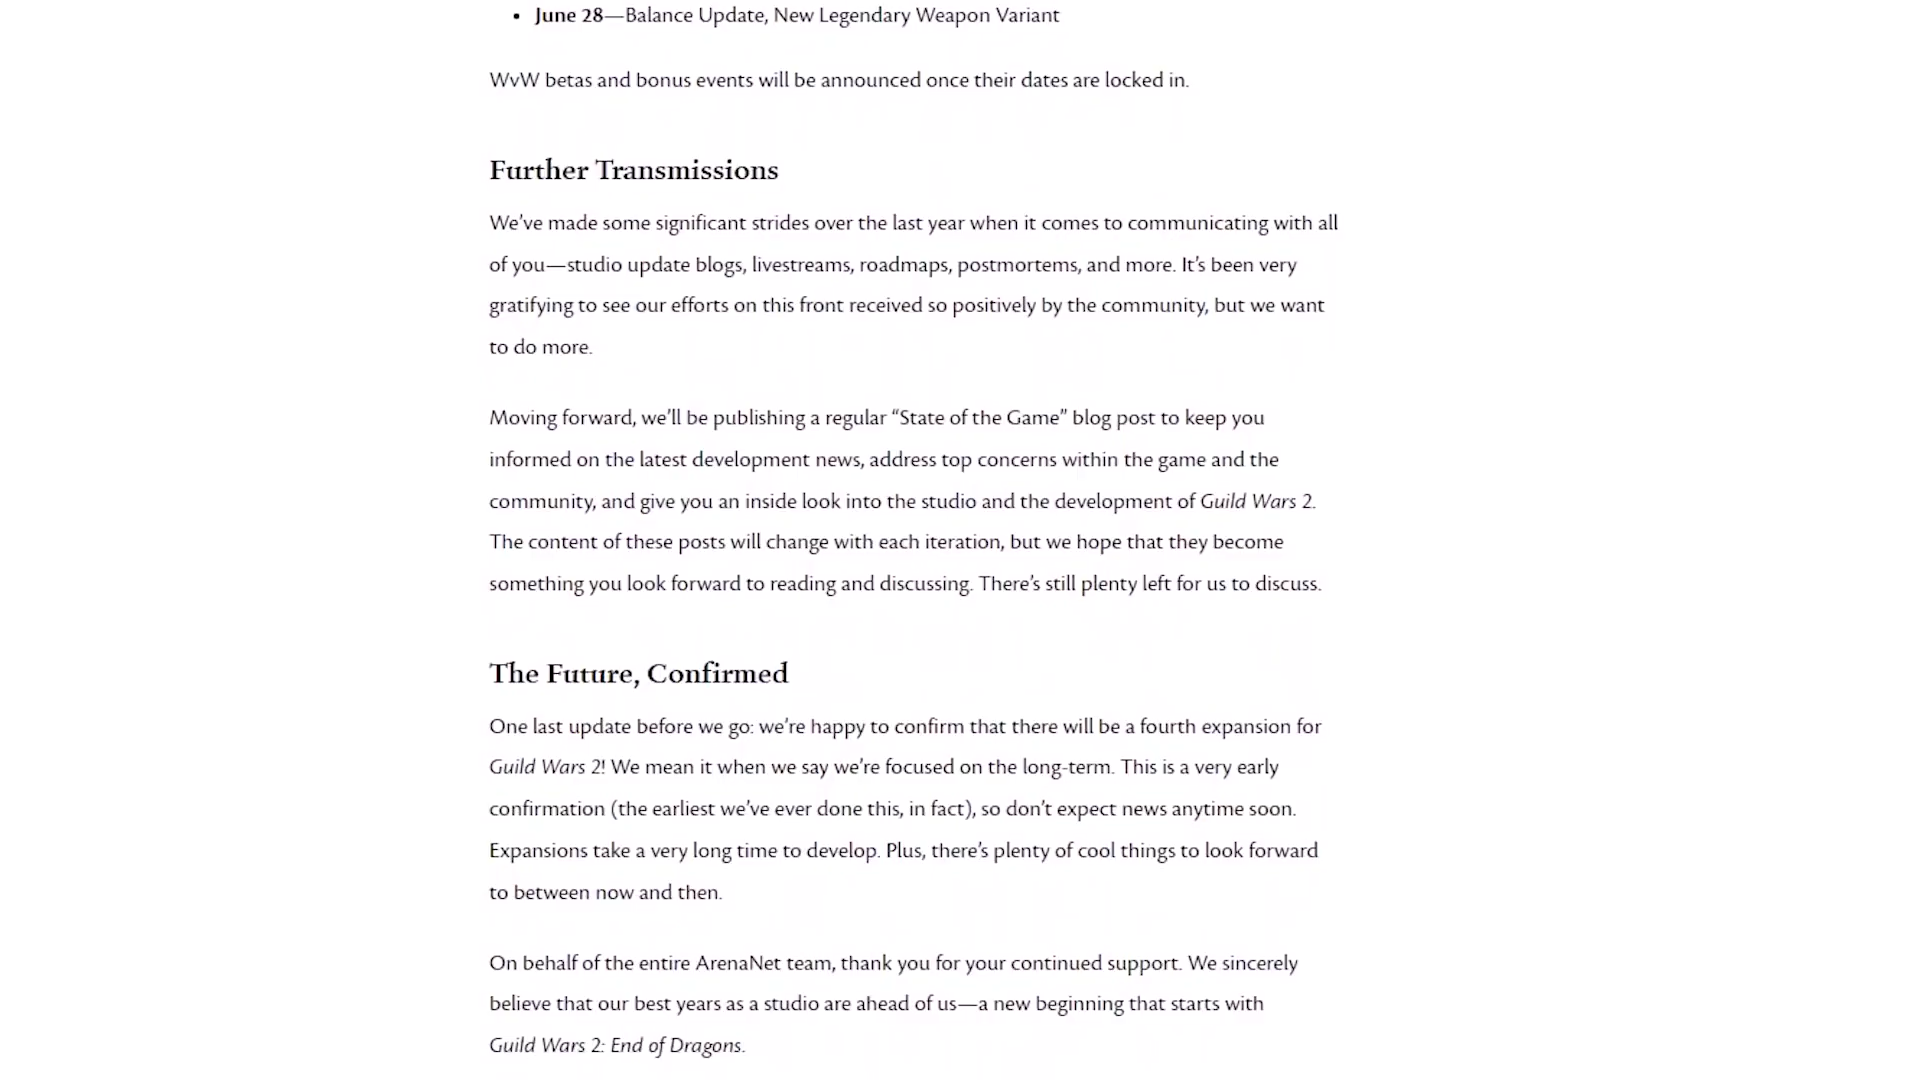 • June 28—Balance Update, New Legendary Weapon Variant
WvW betas and bonus events will be announced once their dates are locked in.
Further Transmissions
We’ve made some significant strides over the last year when it comes to communicating with all
of you—studio update blogs, livestreams, roadmaps, postmortems, and more. It’s been very
gratifying to see our efforts on this front received so positively by the community, but we want
to do more.
Moving forward, we’ll be publishing a regular “State of the Game” blog post to keep you
informed on the latest development news, address top concerns within the game and the
community, and give you an inside look into the studio and the development of Guild Wars 2.
The content of these posts will change with each iteration, but we hope that they become
something you look forward to reading and discussing. There’s still plenty left for us to discuss.
The Future, Confirmed
One last update before we go: we’re happy to confirm that there will be a fourth expansion for
Guild Wars 2! We mean it when we say we’re focused on the long-term. This is a very early
confirmation (the earliest we’ve ever done this, in fact), so don’t expect news anytime soon.
Expansions take a very long time to develop. Plus, there’s plenty of cool things to look forward
to between now and then.
On behalf of the entire ArenaNet team, thank you for your continued support. We sincerely
believe that our best years as a studio are ahead of us—a new beginning that starts with
Guild Wars 2: End of Dragons.